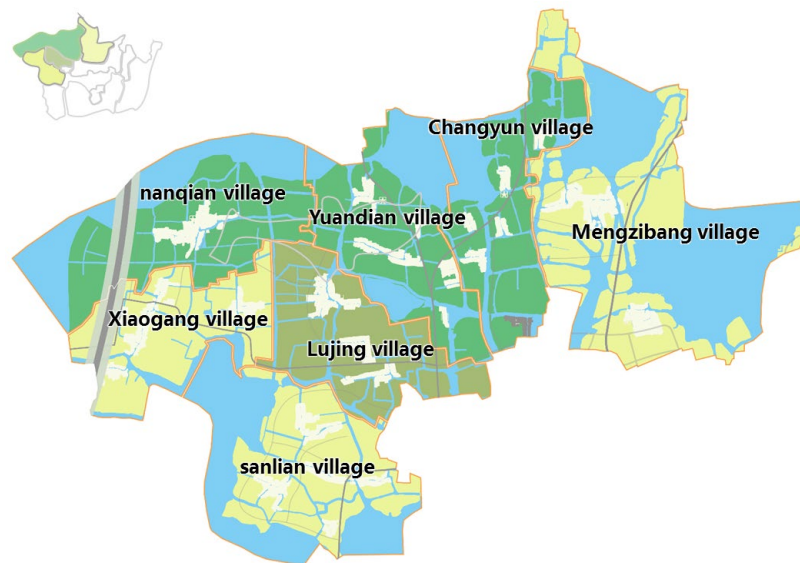 Changyun village
nanqian village
Yuandian village
Mengzibang village
Xiaogang village
Lujing village
sanlian village